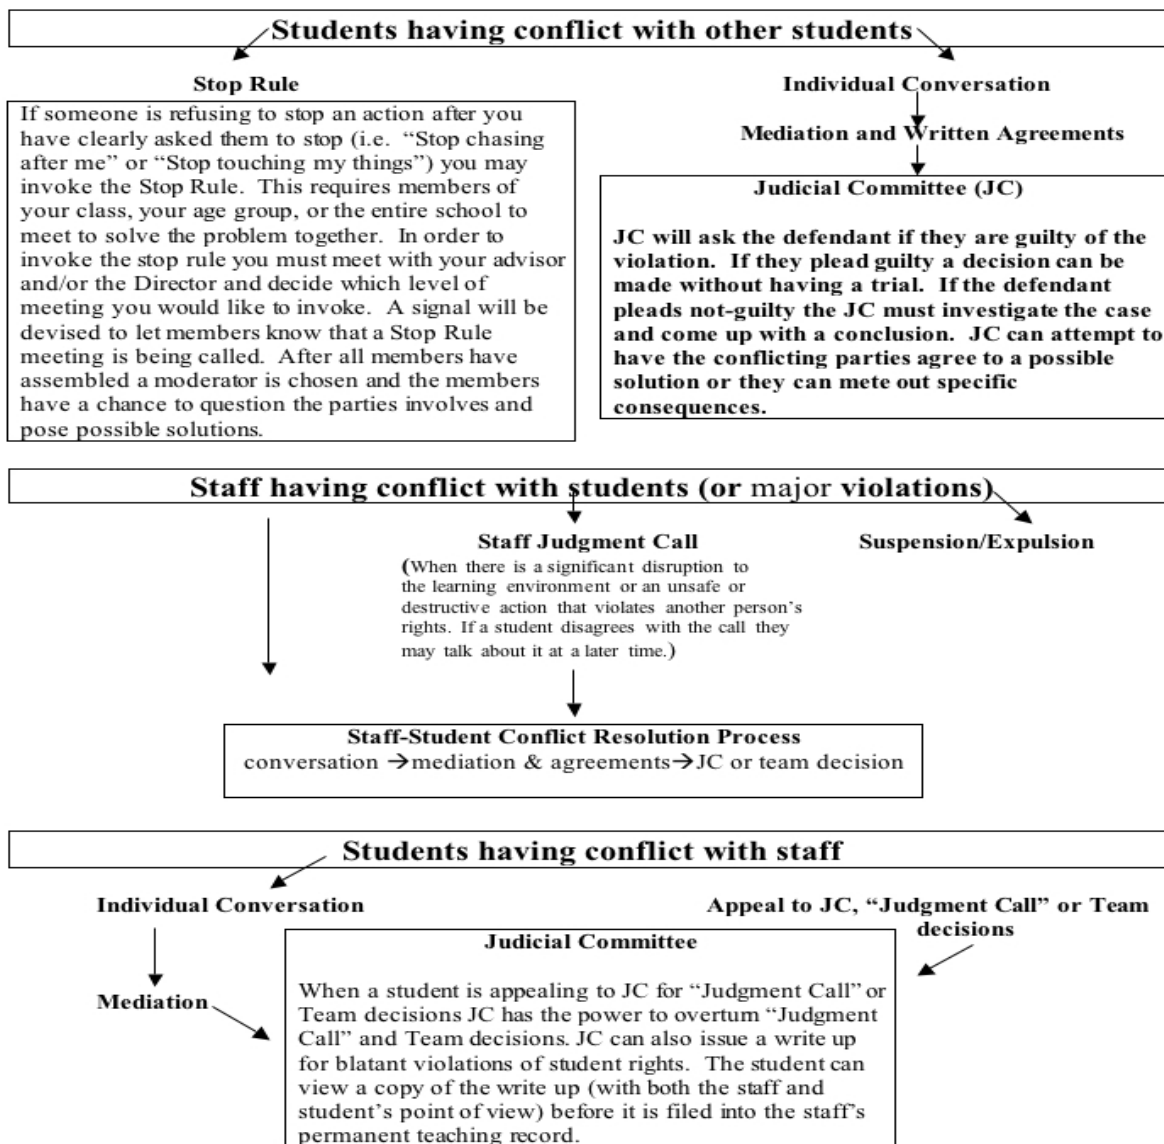 Students having conflict with other students
Stop Rule
If someone is refusing to stop an action after you
have clearly asked them to stop (i.e. “Stop chasing
after me” or “Stop touching my things”) you may
invoke the Stop Rule. This requires members of
your class, your age group, or the entire school to
meet to solve the problem together. In order to
invoke the stop rule you must meet with your advisor
and/or the Director and decide which level of
meeting you would like to invoke. A signal will be
devised to let members know that a Stop Rule
meeting is being called. After all members have
assembled a moderator is chosen and the members
have a chance to question the parties involves and
pose possible solutions.
Individual Conversation
Mediation and Written Agreements
Judicial Committee (JC)
JC will ask the defendant if they are guilty of the
violation. If they plead guilty a decision can be
made without having a trial. If the defendant
pleads not-guilty the JC must investigate the case
and come up with a conclusion. JC can attempt to
have the conflicting parties agree to a possible
solution or they can mete out specific
consequences.
Staff having conflict with students (or major violations)
Staff Judgment Call
(When there is a significant disruption to
the learning environment or an unsafe or
destructive action that violates another person’s
rights. If a student disagrees with the call they
may talk about it at a later time.)
Suspension/Expulsion
Staff-Student Conflict Resolution Process
conversation →mediation & agreements→JC or team decision
Students having conflict with staff
Individual Conversation
Mediation
Appeal to JC, “Judgment Call” or Team
decisions
Judicial Committee
When a student is appealing to JC for “Judgment Call” or
Team decisions JC has the power to overturn “Judgment
Call” and Team decisions. JC can also issue a write up
for blatant violations of student rights. The student can
view a copy of the write up (with both the staff and
student’s point of view) before it is filed into the staff’s
permanent teaching record.